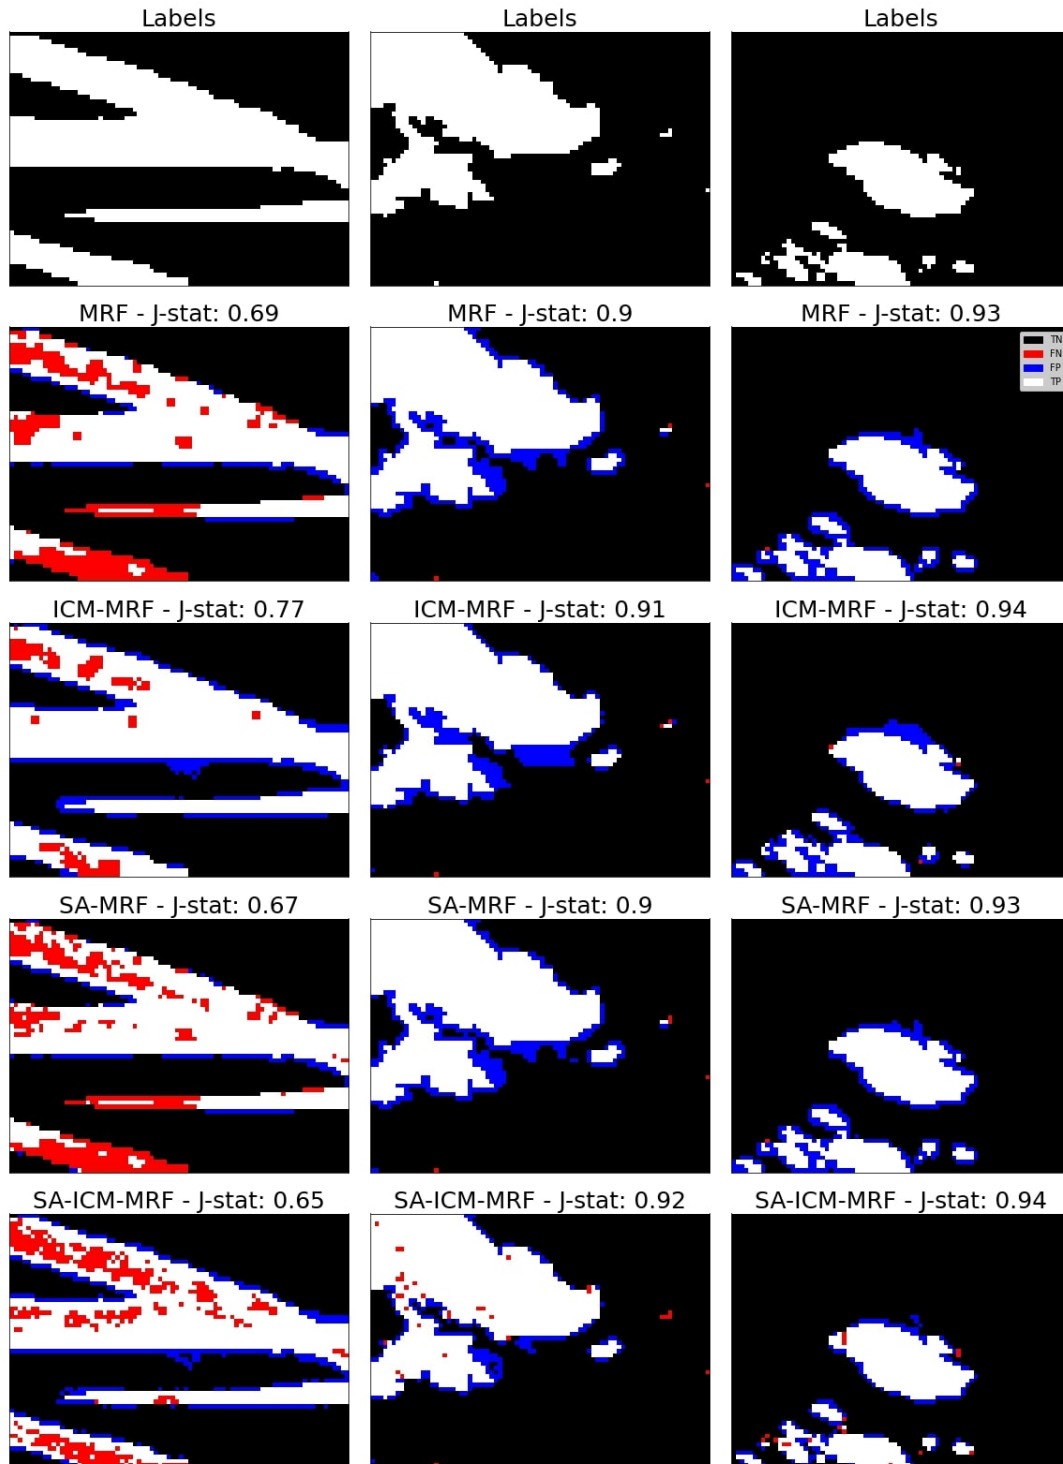 Labels Labels Labels
MRF - J-stat: 0.69 MRF - J-stat: 0.9 MRF - J-stat: 0.93
TN
FN
FP
TP
ICM-MRF - J-stat: 0.77 ICM-MRF - J-stat: 0.91 ICM-MRF - J-stat: 0.94
SA-MRF - J-stat: 0.67 SA-MRF - J-stat: 0.9 SA-MRF - J-stat: 0.93
SA-ICM-MRF - J-stat: 0.65 SA-ICM-MRF - J-stat: 0.92 SA-ICM-MRF - J-stat: 0.94